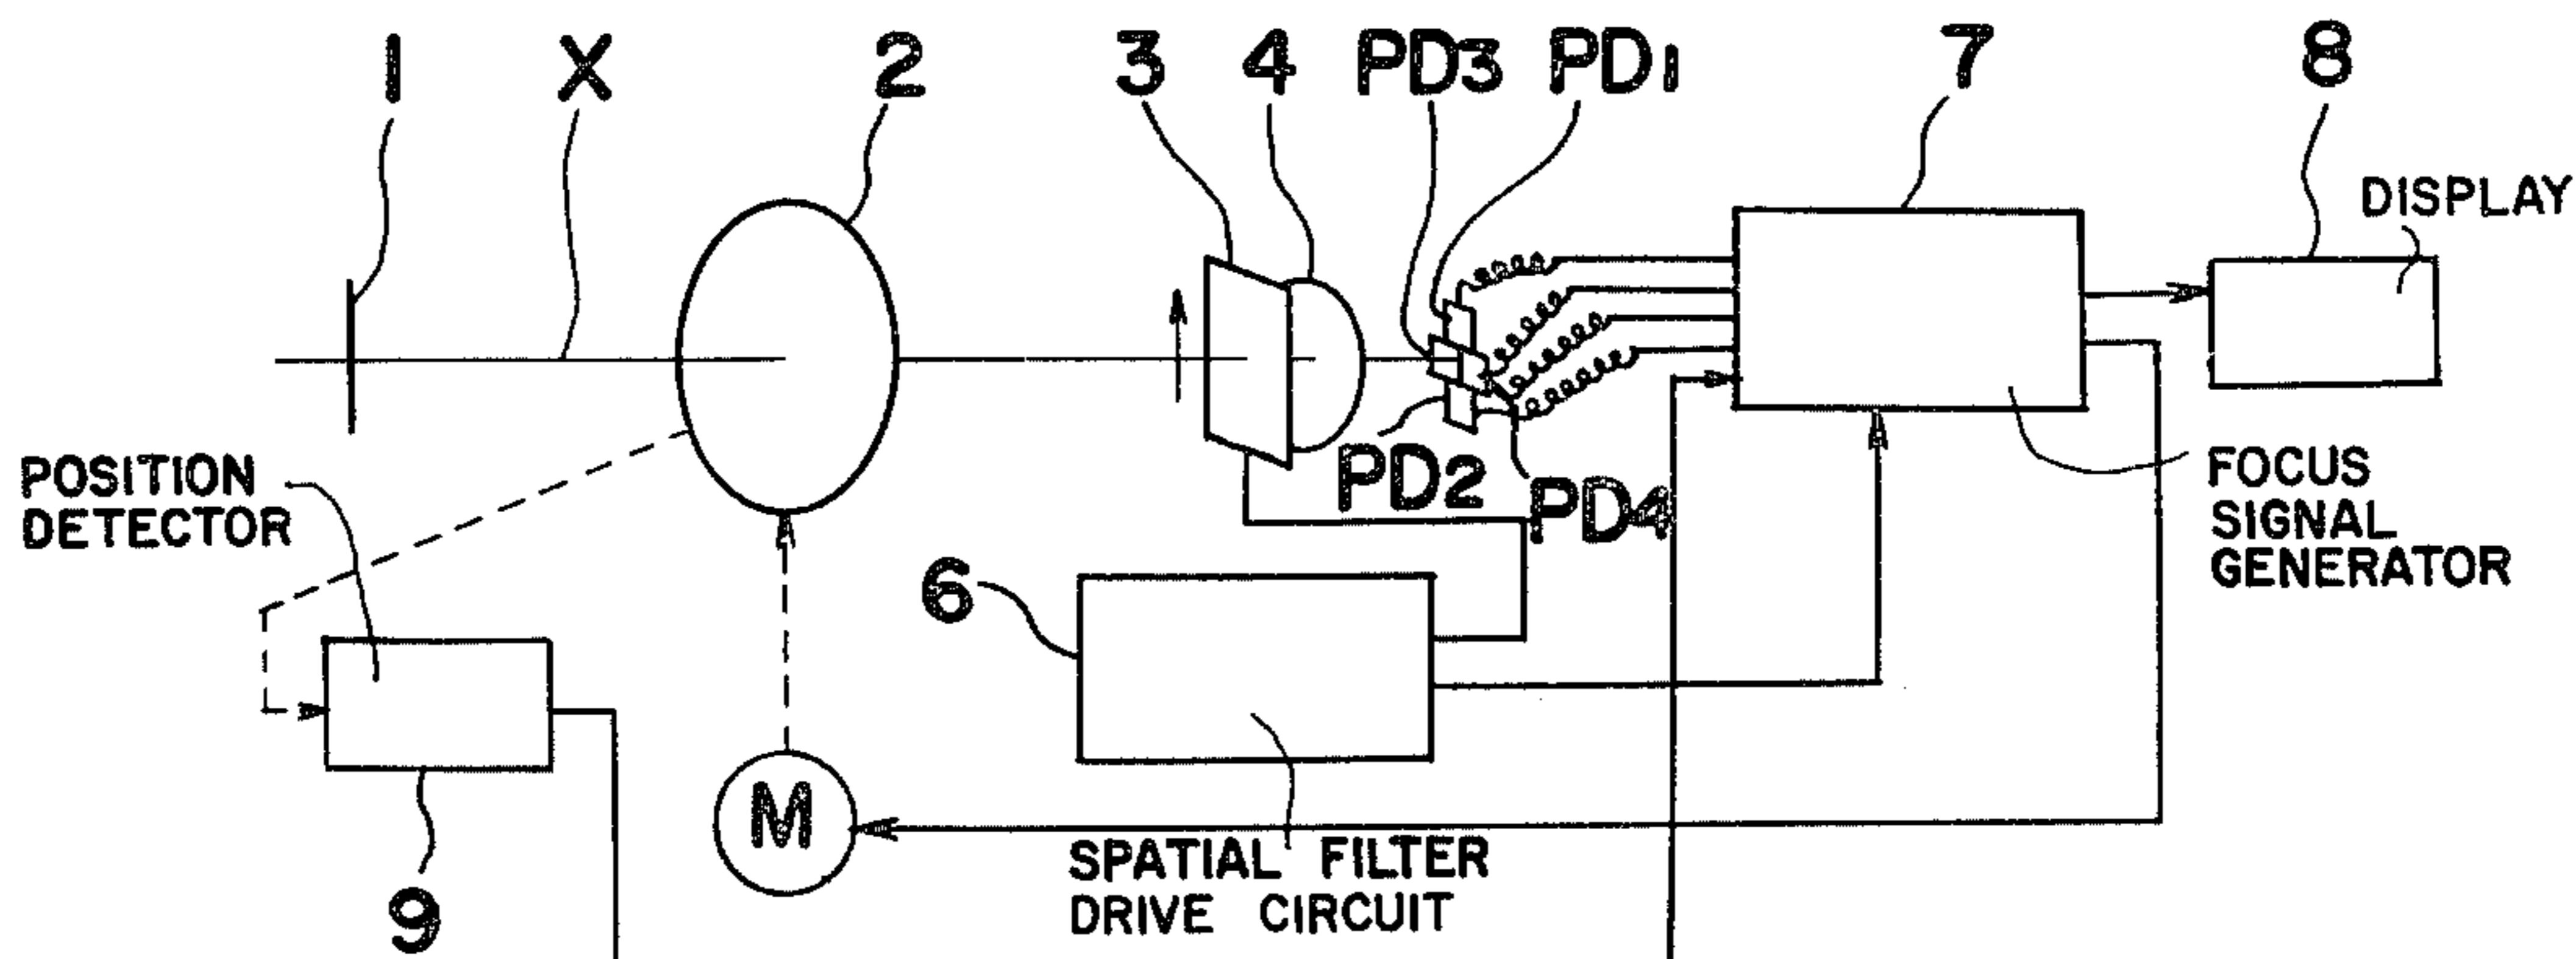 1 X 2 3 4 PD3 PD1 7 8
DISPLAY
POSITION
DETECTOR
PD2
PD4
FOCUS
SIGNAL
GENERATOR
6
M
9
SPATIAL FILTER
DRIVE CIRCUIT